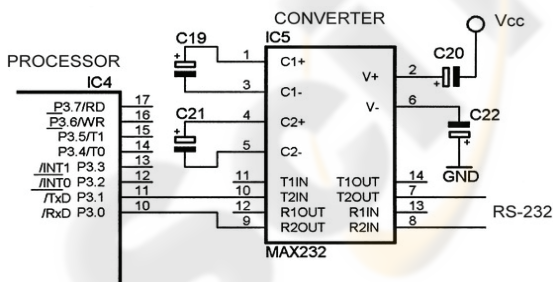 CONVERTER
Vcc
C19
IC5
C20
PROCESSOR
IC4
1 C1+
V+ 2
3 C1-
V- 6
C21
4 C2+
C22
5 C2-
GND
P3.7/RD 17
P3.6/WR 16
P3.5/T1 15
P3.4/T0 14
/INT1 P3.3 13
/INT0 P3.2 12
/TxD P3.1 11
/RxD P3.0 10
11 T1IN T1OUT 14
10 T2IN T2OUT 7
12 R1OUT R1IN 13
9 R2OUT R2IN 8
RS-232
MAX232